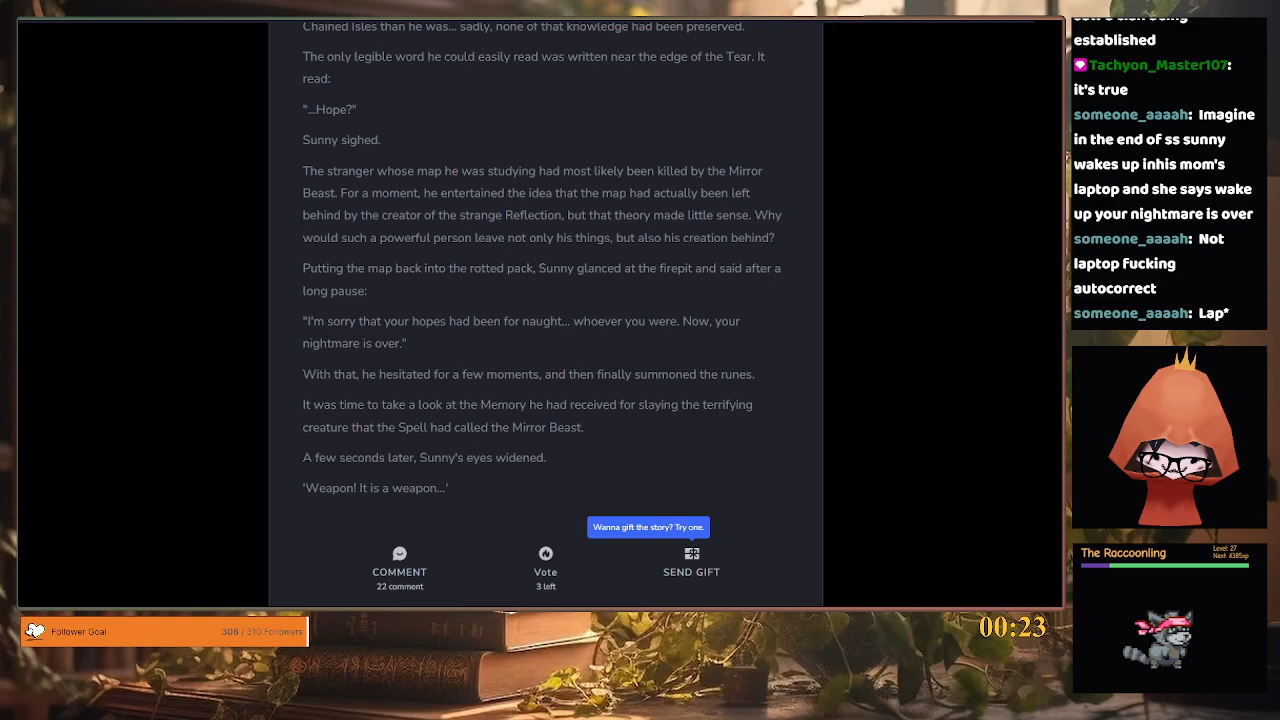 Chained Isles than he was... sadly, none of that knowledge had been preserved.
The only legible word he could easily read was written near the edge of the Tear. It
read:
"...Hope?"
Sunny sighed.
The stranger whose map he was studying had most likely been killed by the Mirror
Beast. For a moment, he entertained the idea that the map had actually been left
behind by the creator of the strange Reflection, but that theory made little sense. Why
would such a powerful person leave not only his things, but also his creation behind?
Putting the map back into the rotted pack, Sunny glanced at the firepit and said after a
long pause:
"I'm sorry that your hopes had been for naught... whoever you were. Now, your
nightmare is over."
With that, he hesitated for a few moments, and then finally summoned the runes.
It was time to take a look at the Memory he had received for slaying the terrifying
creature that the Spell had called the Mirror Beast.
A few seconds later, Sunny's eyes widened.
'Weapon! It is a weapon...'
Wanna gift the story? Try one.
COMMENT
22 comment
Vote
3 left
SEND GIFT
established
Tachyon_Master107:
it's true
someone_aaaah: Imagine
in the end of ss sunny
wakes up inhis mom's
laptop and she says wake
up your nightmare is over
someone_aaaah: Not
laptop fucking
autocorrect
someone_aaaah: Lap*
The Raccoonling
Level: 27
Next: 4385xp
Follower Goal
306 / 310 Followers
00:23